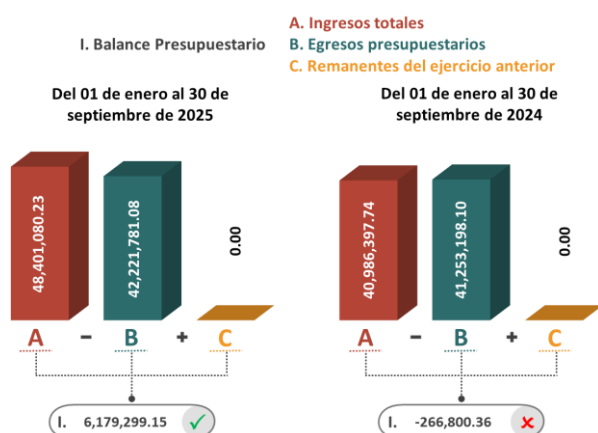 A. Ingresos totales
I. Balance Presupuestario
B. Egresos presupuestarios
C. Remanentes del ejercicio anterior
Del 01 de enero al 30 de
septiembre de 2025
48,401,080.23
42,221,781.08
0.00
A - B + C
I. 6,179,299.15
Del 01 de enero al 30 de
septiembre de 2024
40,986,397.74
41,253,198.10
0.00
A - B + C
I. -266,800.36